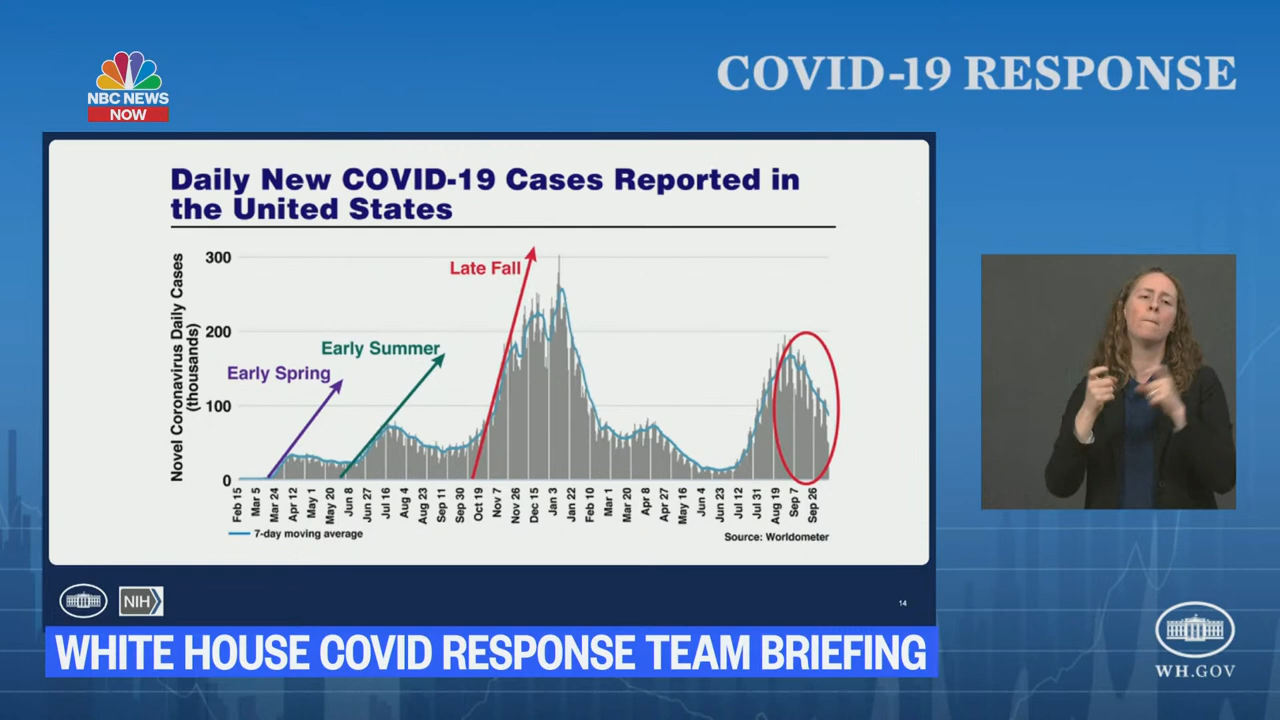 NBC NEWS
NOW
COVID-19 RESPONSE
Daily New COVID-19 Cases Reported in
the United States
Novel Coronavirus Daily Cases
(thousands)
300
200
100
0
Early Spring
Early Summer
Late Fall
Feb 15
Mar 5
Mar 24
Apr 12
May 1
May 20
Jun 8
Jun 27
Jul 16
Aug 4
Aug 23
Sep 11
Sep 30
Oct 19
Nov 7
Nov 26
Dec 15
Jan 3
Jan 22
Feb 10
Mar 1
Mar 20
Apr 8
Apr 27
May 16
Jun 4
Jun 23
Jul 12
Jul 31
Aug 19
Sep 7
Sep 26
7-day moving average
Source: Worldometer
NIH
14
WHITE HOUSE COVID RESPONSE TEAM BRIEFING
WH.GOV